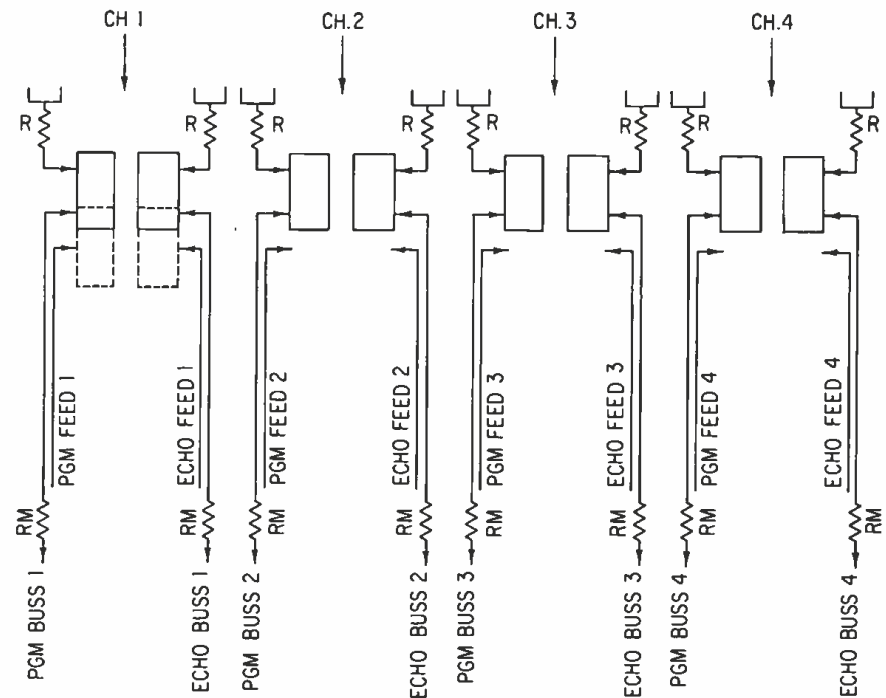 CH 1
CH.2
CH.3
CH.4
R
R
R
R
R
R
R
R
PGM FEED 1
ECHO FEED 1
PGM FEED 2
ECHO FEED 2
PGM FEED 3
ECHO FEED 3
PGM FEED 4
ECHO FEED 4
RM
RM
RM
RM
RM
RM
RM
RM
PGM BUSS 1
ECHO BUSS 1
PGM BUSS 2
ECHO BUSS 2
PGM BUSS 3
ECHO BUSS 3
PGM BUSS 4
ECHO BUSS 4